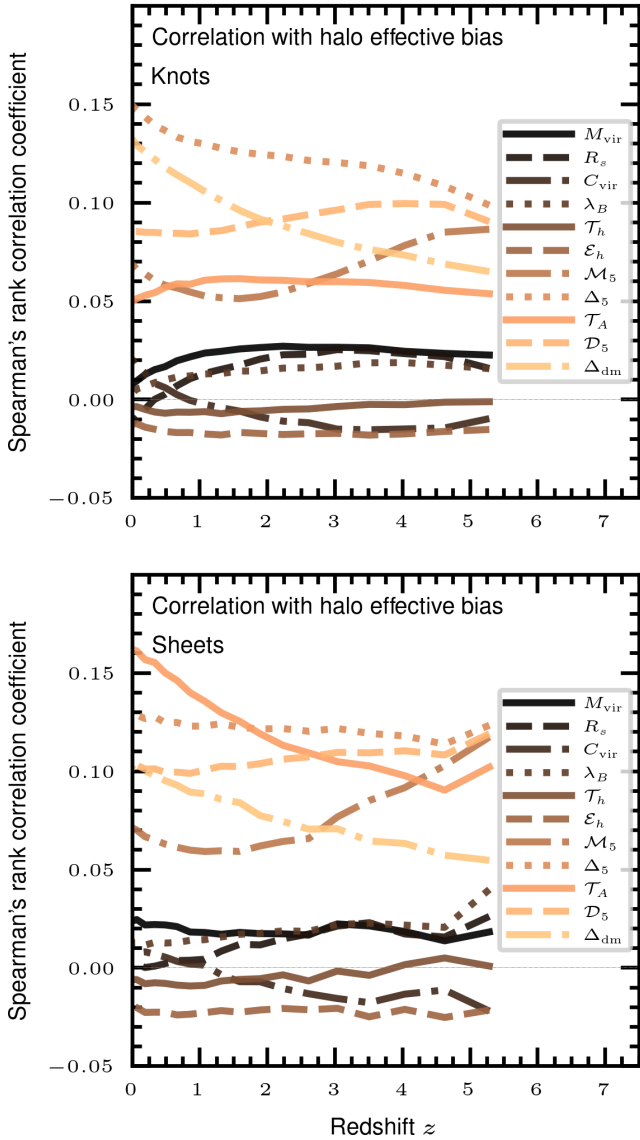 Correlation with halo effective bias
Knots
Spearman's rank correlation coefficient
0.15
0.10
0.05
0.00
−0.05
0 1 2 3 4 5 6 7
M_vir
R_s
C_vir
λ_B
𝒯_h
ℰ_h
ℳ_5
Δ_5
𝒯_A
𝒟_5
Δ_dm
Correlation with halo effective bias
Sheets
Spearman's rank correlation coefficient
0.15
0.10
0.05
0.00
−0.05
0 1 2 3 4 5 6 7
Redshift z
M_vir
R_s
C_vir
λ_B
𝒯_h
ℰ_h
ℳ_5
Δ_5
𝒯_A
𝒟_5
Δ_dm